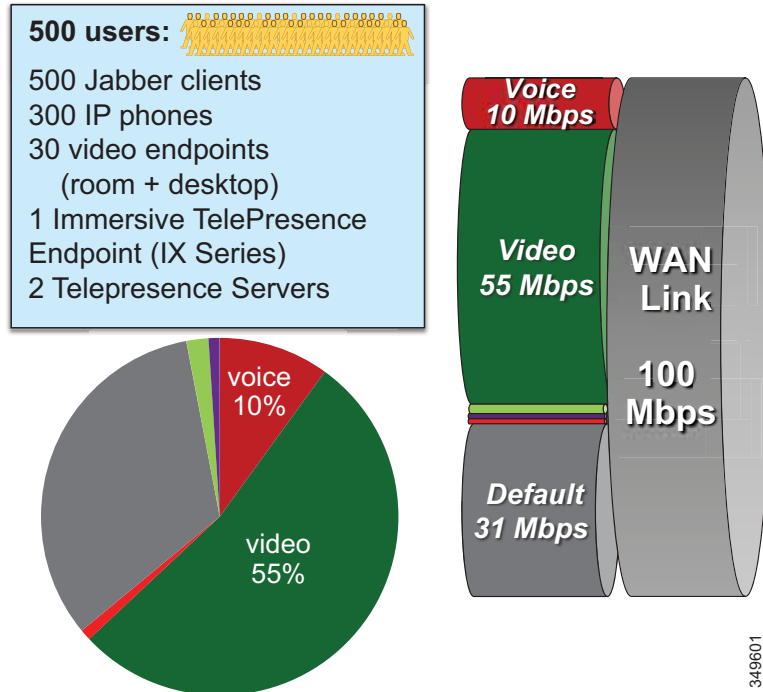 500 users:
500 Jabber clients
300 IP phones
30 video endpoints
(room + desktop)
1 Immersive TelePresence
Endpoint (IX Series)
2 Telepresence Servers
voice
10%
video
55%
Voice
10 Mbps
Video
55 Mbps
Default
31 Mbps
WAN
Link
100
Mbps
349601